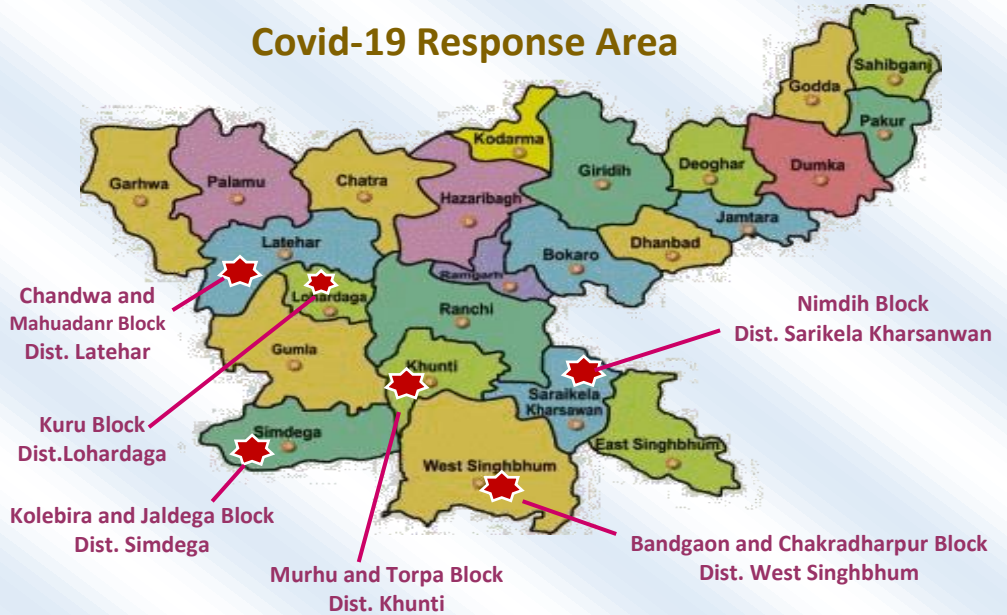 Covid-19 Response Area
Sahibganj
Godda
Pakur
Kodarma
Deoghar
Dumka
Giridih
Garhwa
Palamu
Chatra
Hazaribagh
Jamtara
Latehar
Dhanbad
Bokaro
Ramgarh
Lohardaga
Ranchi
Gumla
Khunti
Saraikela
Kharsawan
Simdega
East Singhbhum
West Singhbhum
Chandwa and
Mahuadanr Block
Dist. Latehar
Nimdih Block
Dist. Sarikela Kharsanwan
Kuru Block
Dist.Lohardaga
Kolebira and Jaldega Block
Dist. Simdega
Murhu and Torpa Block
Dist. Khunti
Bandgaon and Chakradharpur Block
Dist. West Singhbhum